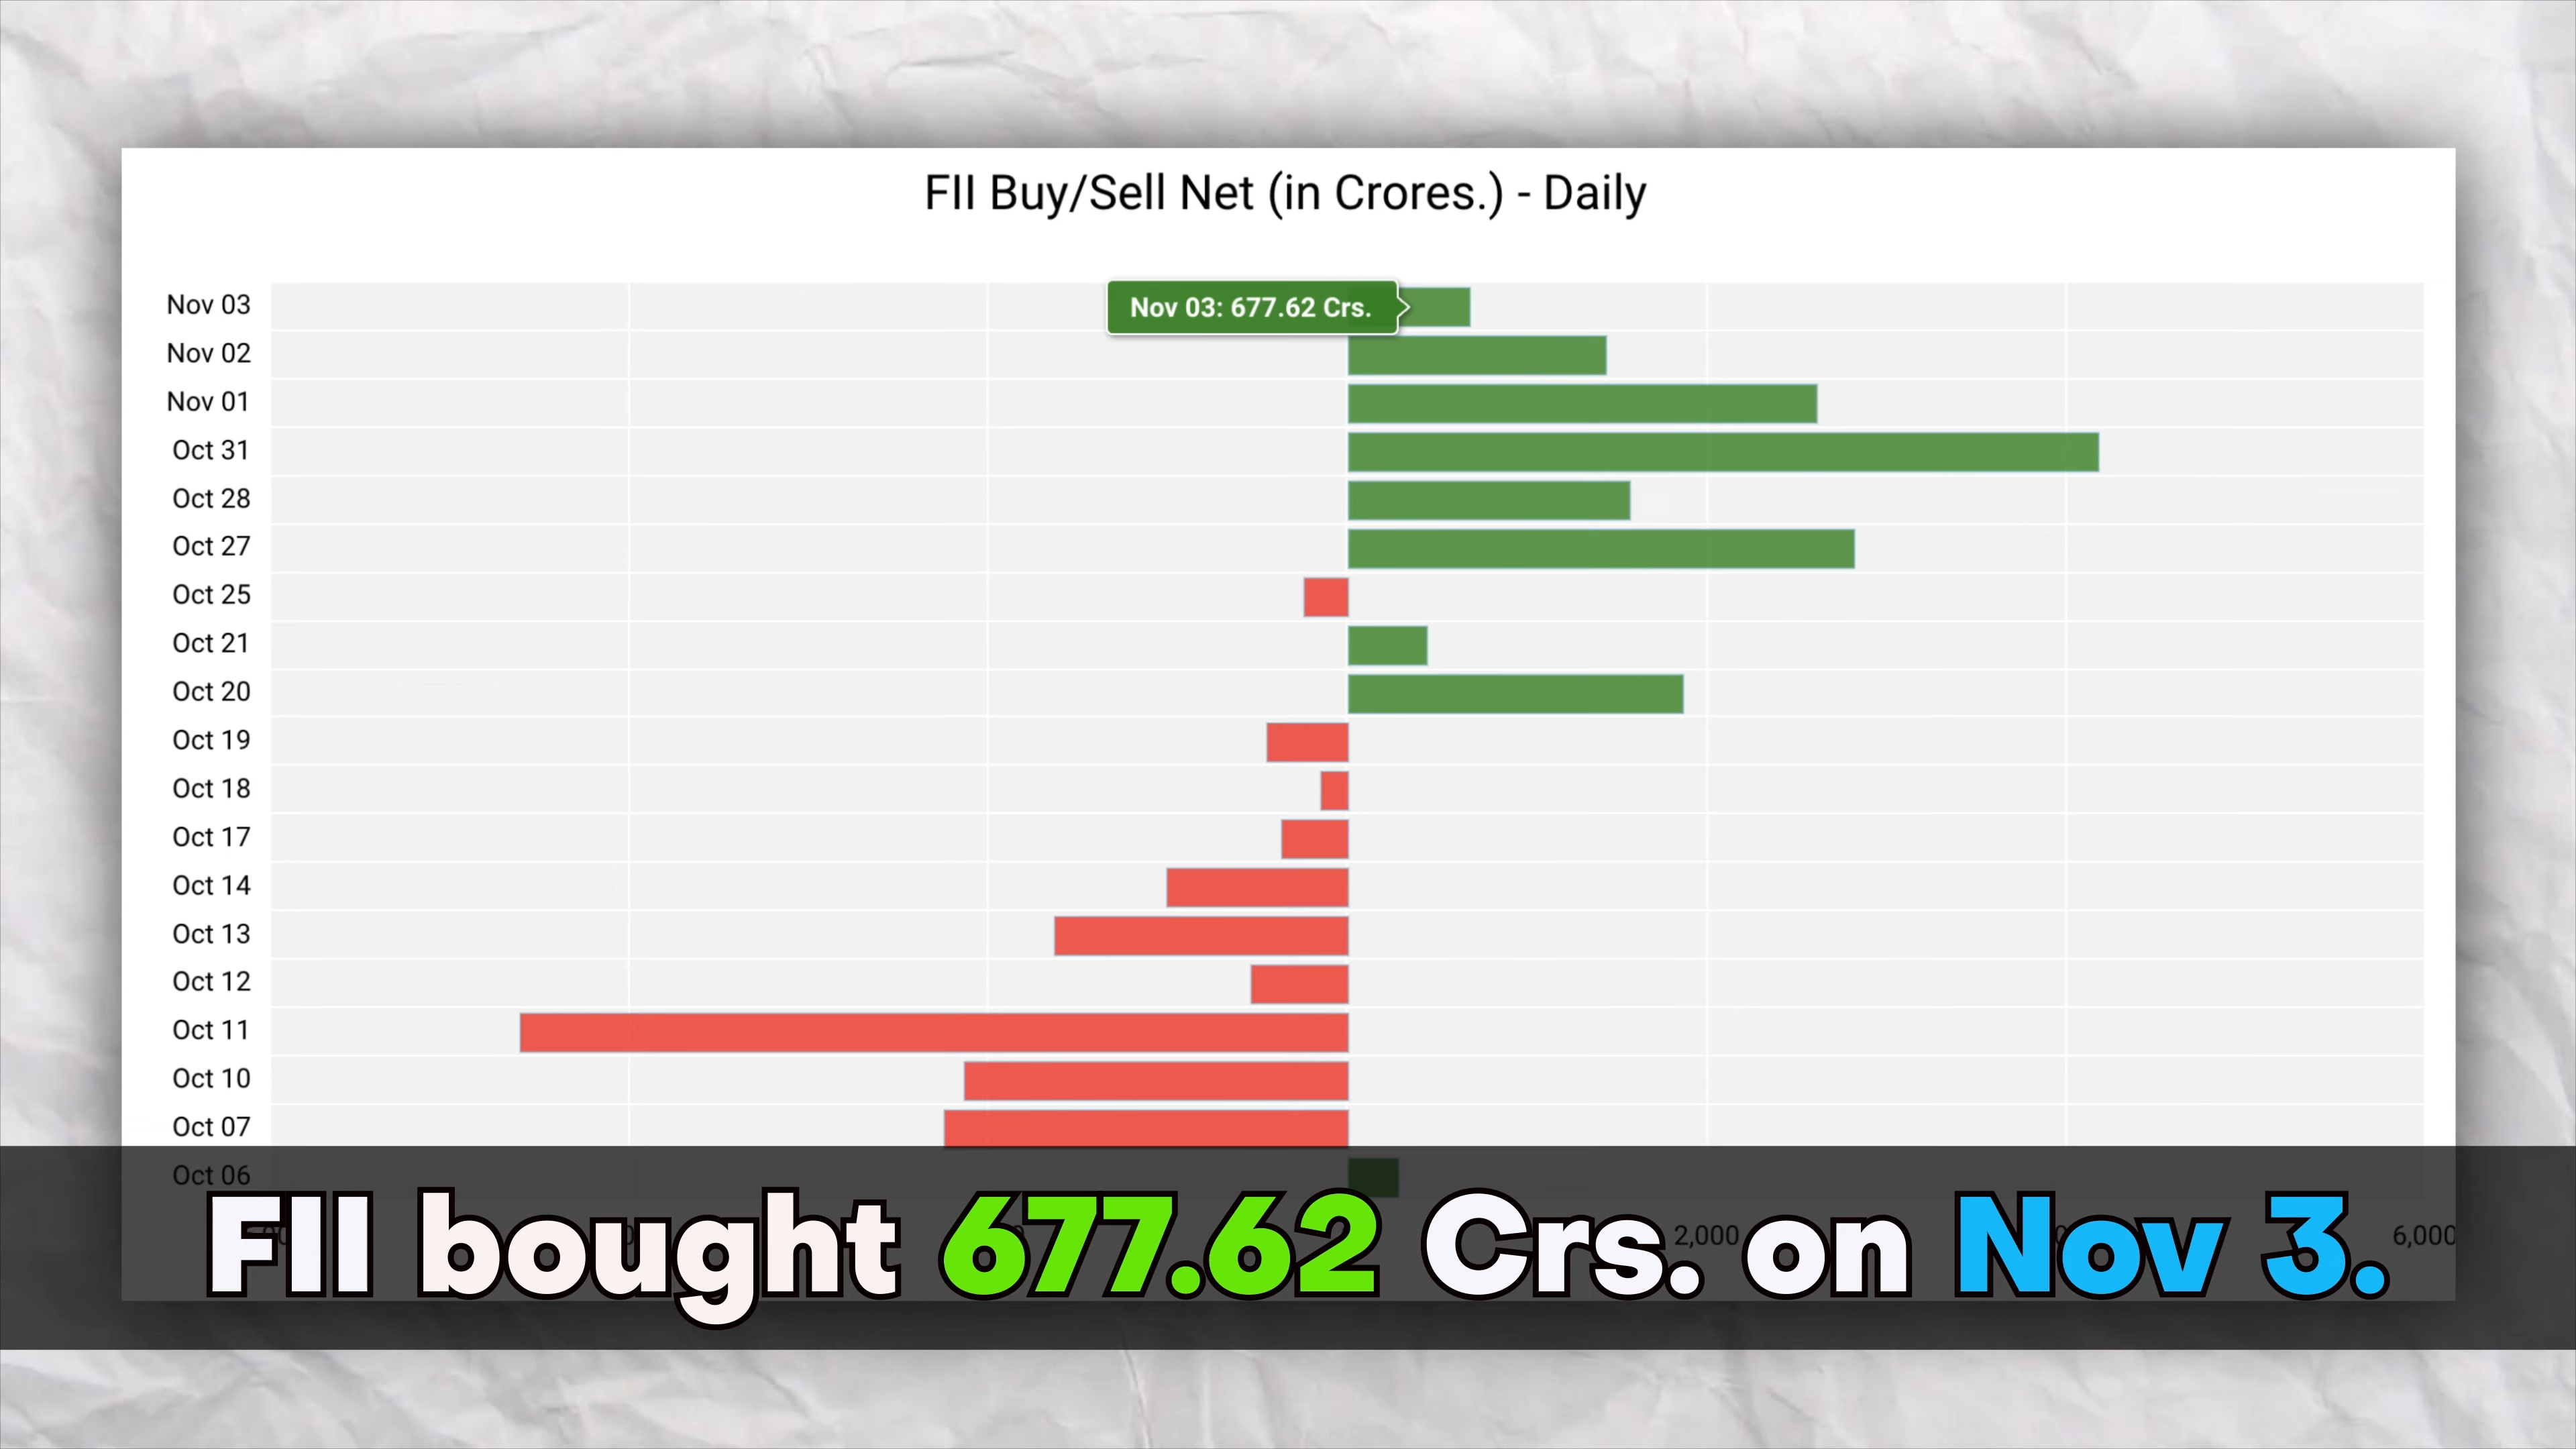 FII Buy/Sell Net (in Crores.) - Daily
Nov 03
Nov 03: 677.62 Crs.
Nov 02
Nov 01
Oct 31
Oct 28
Oct 27
Oct 25
Oct 21
Oct 20
Oct 19
Oct 18
Oct 17
Oct 14
Oct 13
Oct 12
Oct 11
Oct 10
Oct 07
Oct 06
2,000
6,000
FII bought 677.62 Crs. on Nov 3.